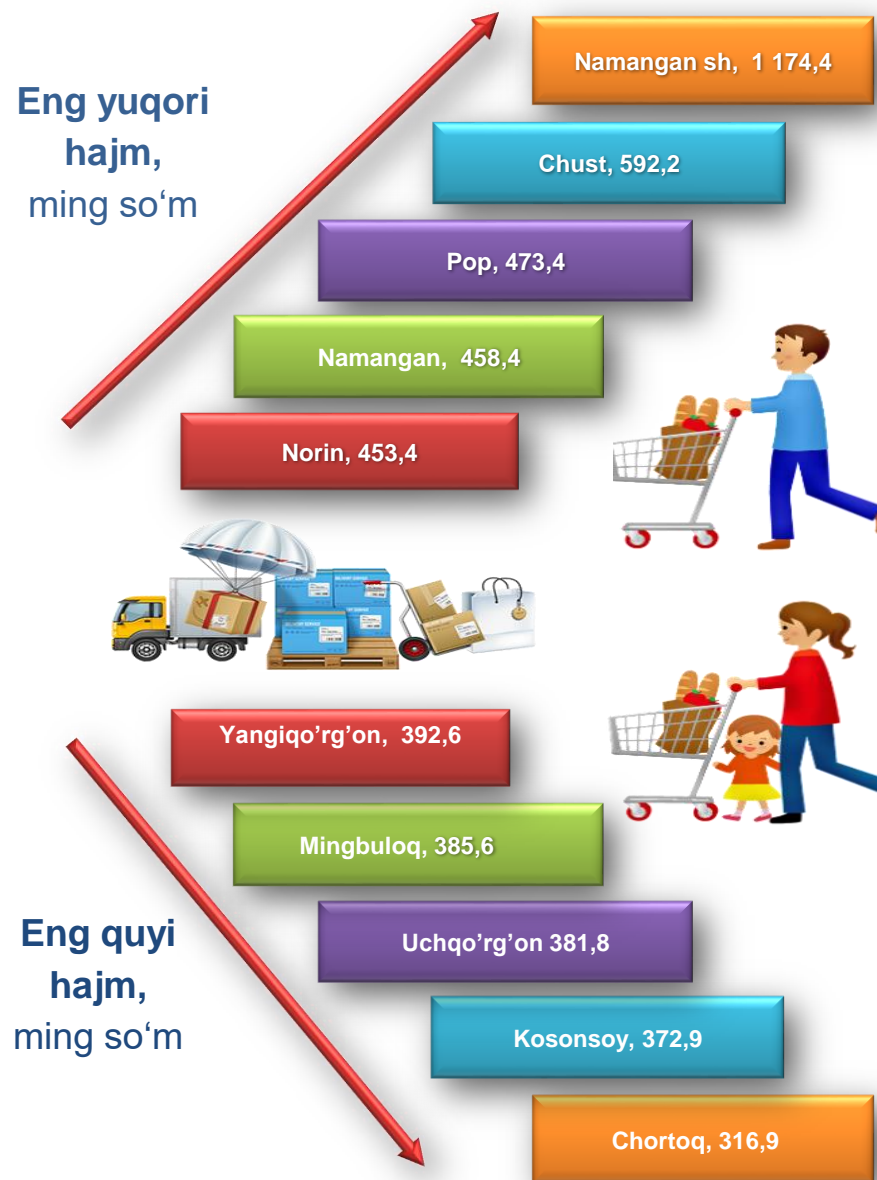 Eng yuqori
hajm,
ming so‘m
Namangan sh, 1 174,4
Chust, 592,2
Pop, 473,4
Namangan, 458,4
Norin, 453,4
Eng quyi
hajm,
ming so‘m
Yangiqo’rg’on, 392,6
Mingbuloq, 385,6
Uchqo’rg’on 381,8
Kosonsoy, 372,9
Chortoq, 316,9